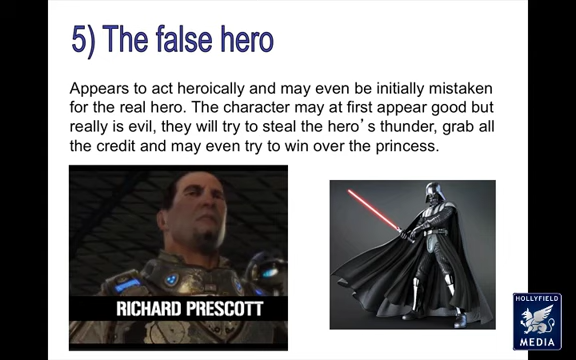 5) The false hero
Appears to act heroically and may even be initially mistaken
for the real hero. The character may at first appear good but
really is evil, they will try to steal the hero’s thunder, grab all
the credit and may even try to win over the princess.
RICHARD PRESCOTT
HOLLYFIELD
MEDIA